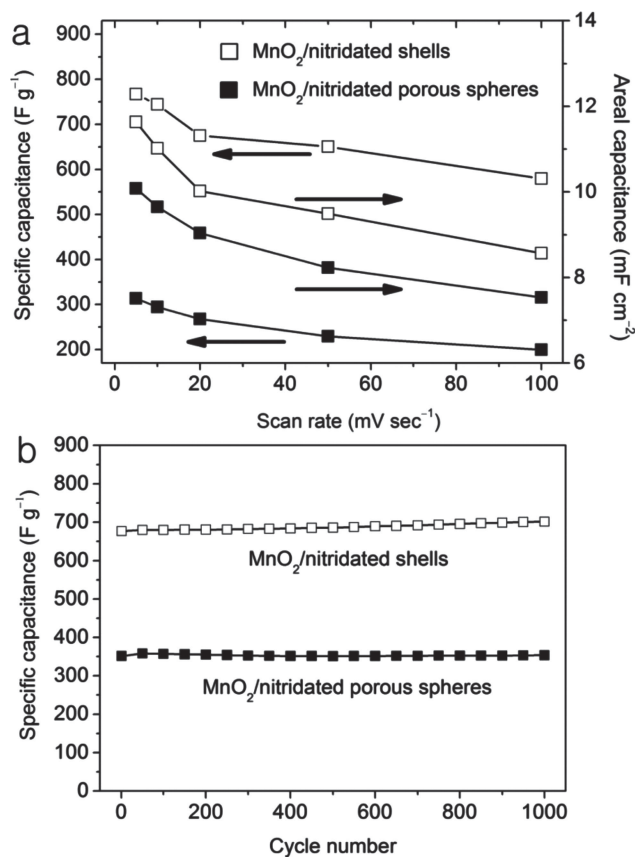 a
900
800
700
600
500
400
300
200
Specific capacitance (F g⁻¹)
14
12
10
8
6
Areal capacitance (mF cm⁻²)
MnO₂/nitridated shells
MnO₂/nitridated porous spheres
0 20 40 60 80 100
Scan rate (mV sec⁻¹)
b
900
800
700
600
500
400
300
200
100
0
Specific capacitance (F g⁻¹)
MnO₂/nitridated shells
MnO₂/nitridated porous spheres
0 200 400 600 800 1000
Cycle number